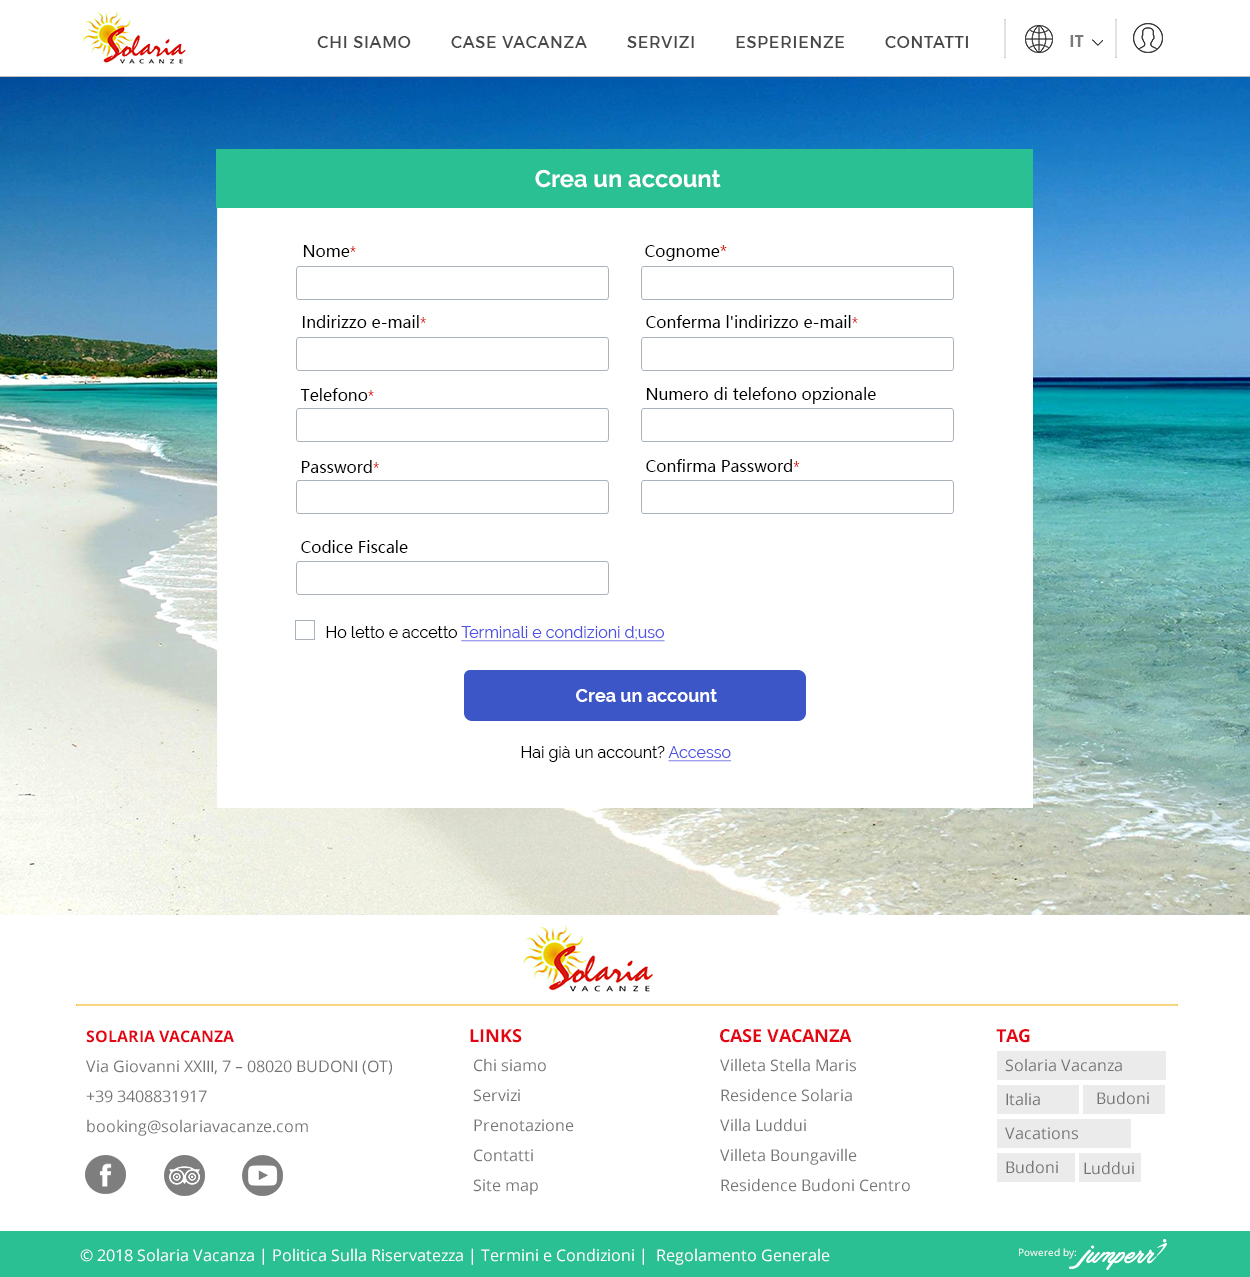 Solaria
VACANZE
CHI SIAMO CASE VACANZA SERVIZI ESPERIENZE CONTATTI IT
Crea un account
Nome* Cognome*
Indirizzo e-mail* Conferma l'indirizzo e-mail*
Telefono* Numero di telefono opzionale
Password* Confirma Password*
Codice Fiscale
Ho letto e accetto Terminali e condizioni d;uso
Crea un account
Hai già un account? Accesso
Solaria
VACANZE
SOLARIA VACANZA
Via Giovanni XXIII, 7 – 08020 BUDONI (OT)
+39 3408831917
booking@solariavacanze.com
LINKS
Chi siamo
Servizi
Prenotazione
Contatti
Site map
CASE VACANZA
Villeta Stella Maris
Residence Solaria
Villa Luddui
Villeta Boungaville
Residence Budoni Centro
TAG
Solaria Vacanza
Italia Budoni
Vacations
Budoni Luddui
© 2018 Solaria Vacanza | Politica Sulla Riservatezza | Termini e Condizioni | Regolamento Generale
Powered by: jumperr